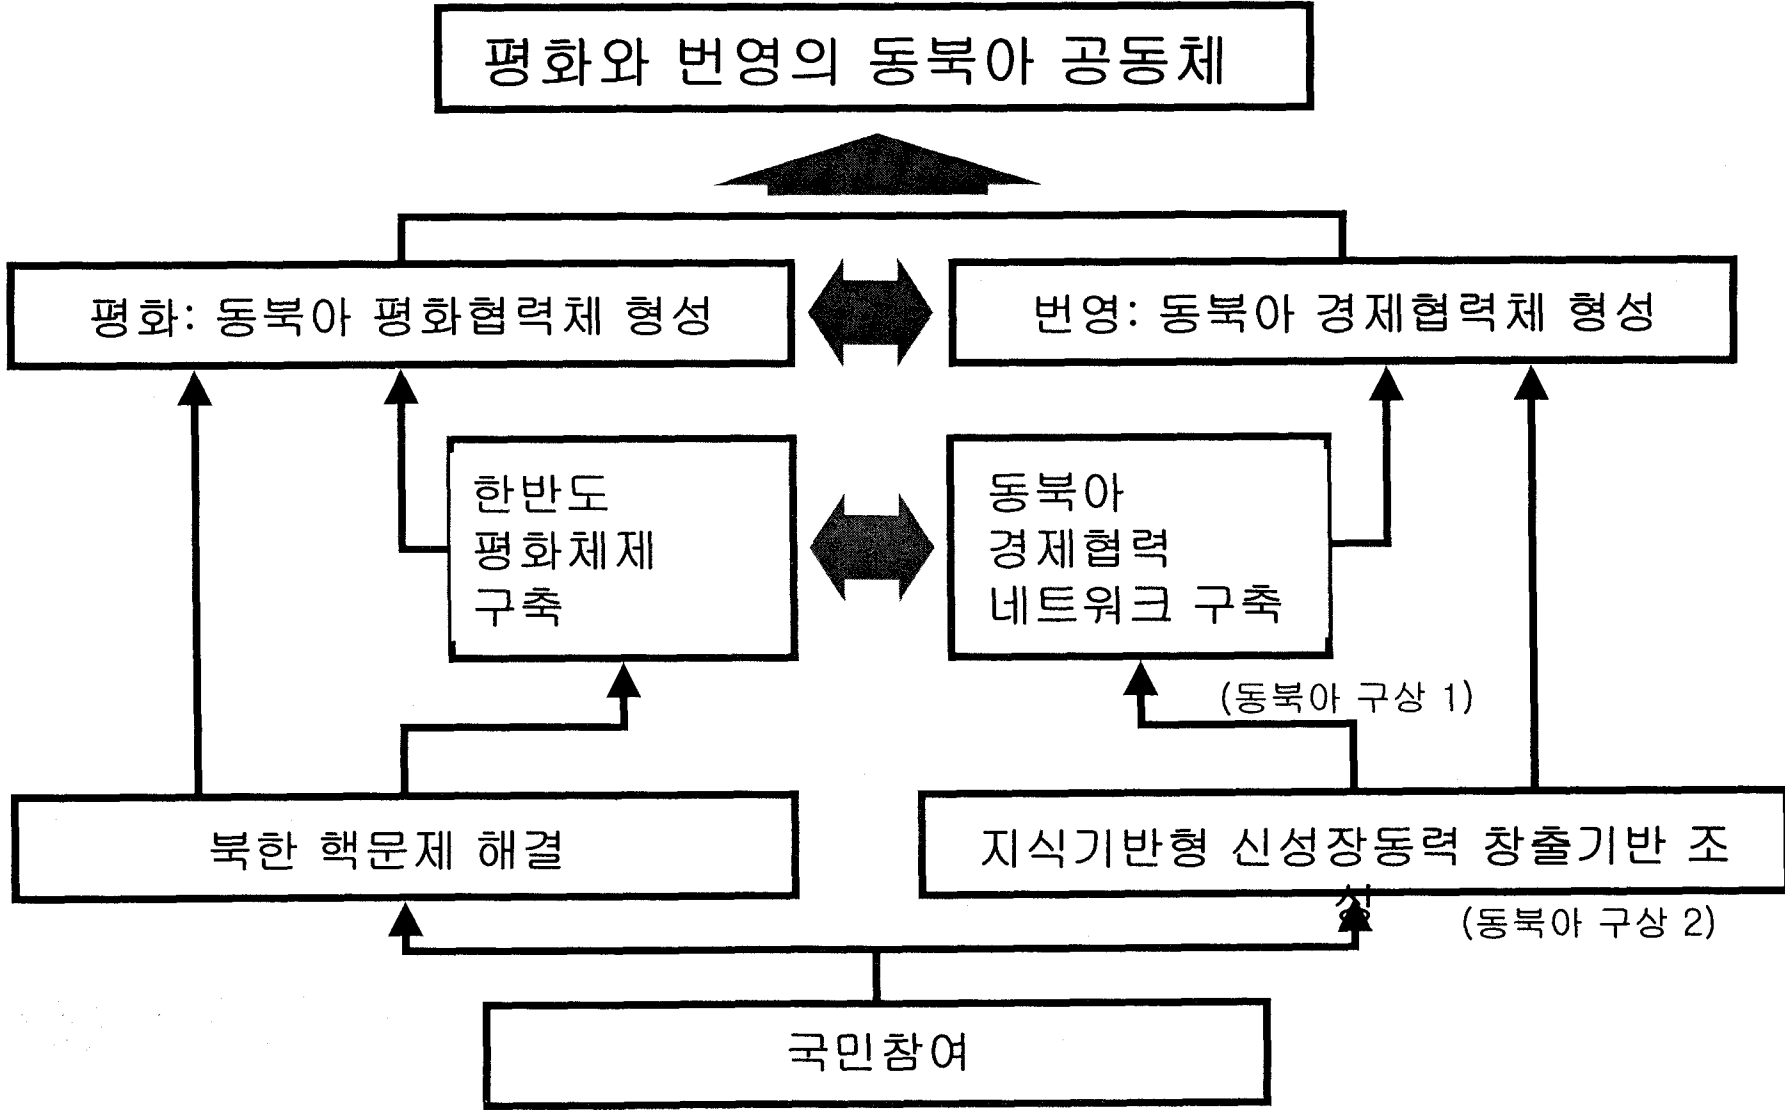 평화와 번영의 동북아 공동체
평화: 동북아 평화협력체 형성
번영: 동북아 경제협력체 형성
한반도
평화체제
구축
동북아
경제협력
네트워크 구축
(동북아 구상 1)
북한 핵문제 해결
지식기반형 신성장동력 창출기반 조
성
(동북아 구상 2)
국민참여